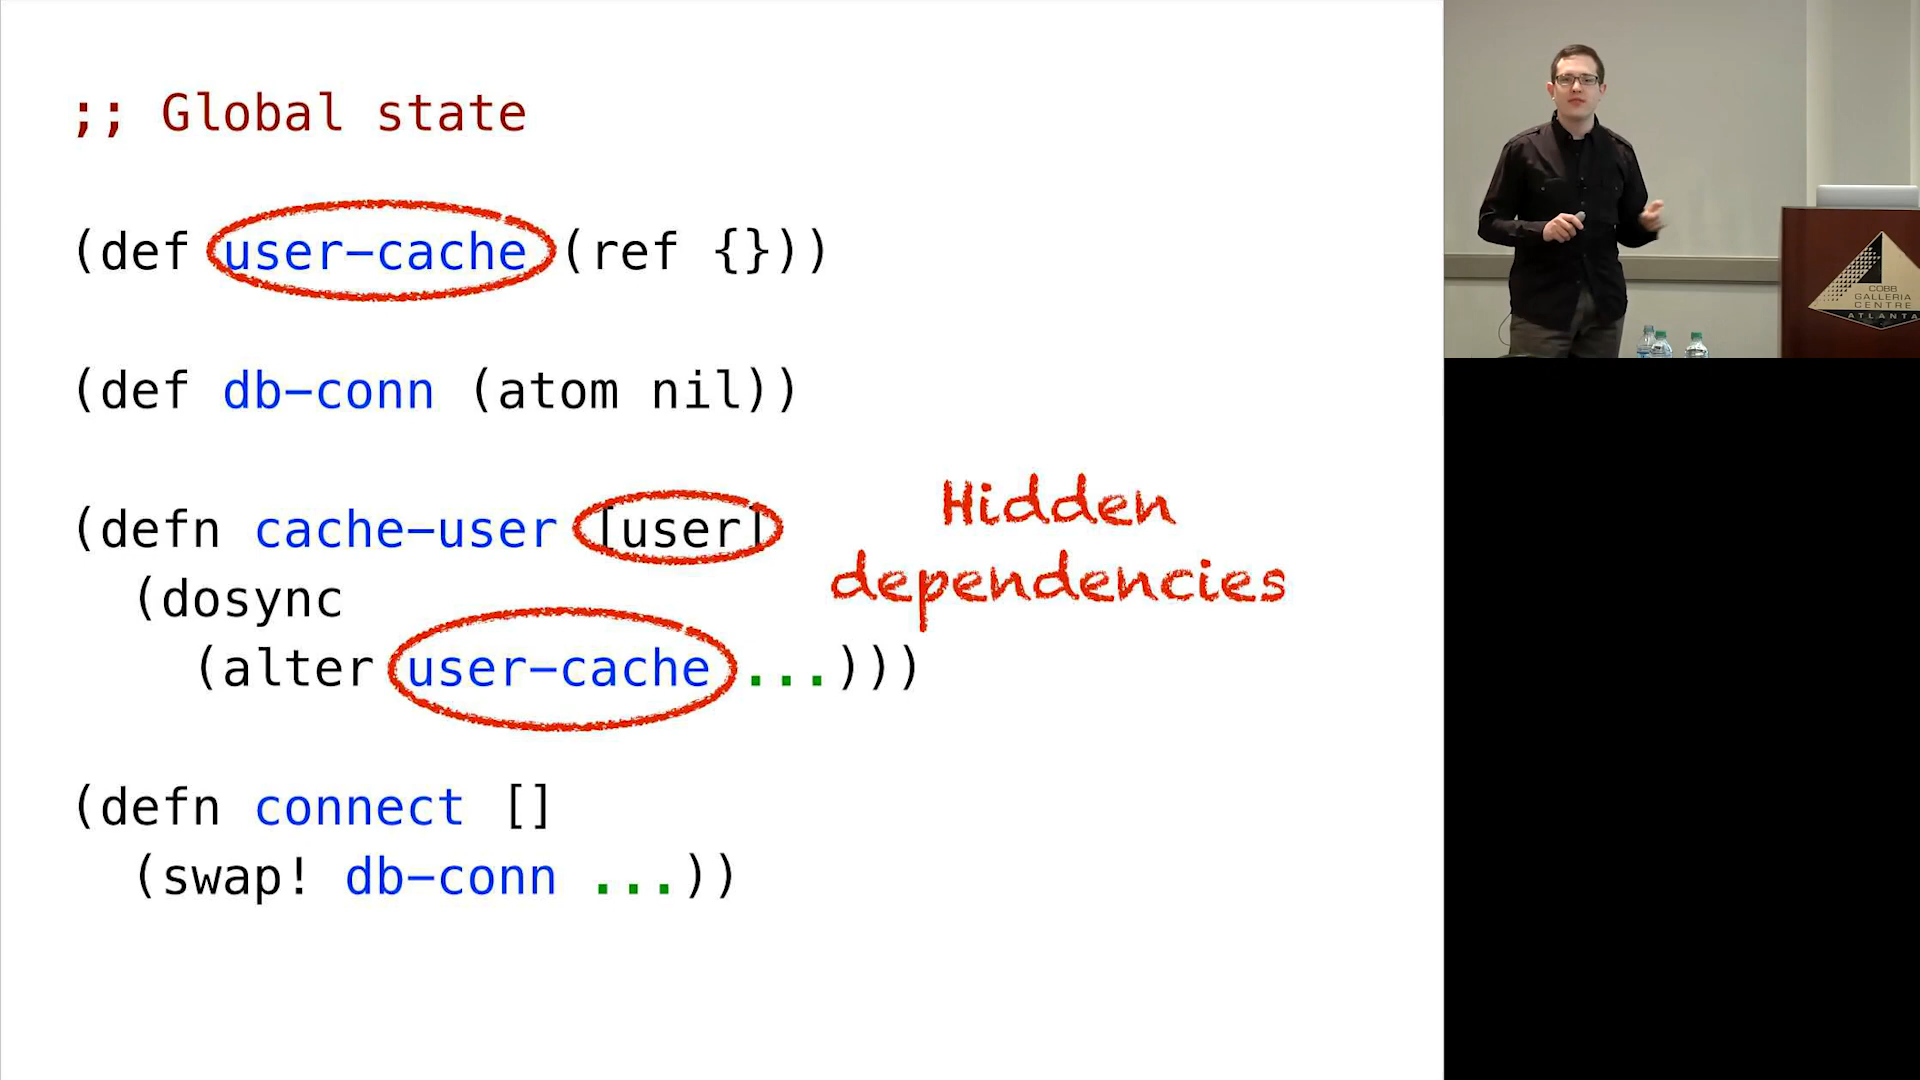 ;; Global state
(def user-cache (ref {}))
(def db-conn (atom nil))
(defn cache-user [user]
(dosync
(alter user-cache ...)))
Hidden
dependencies
(defn connect []
(swap! db-conn ...))
COBB
GALLERIA
CENTRE
ATLANTA